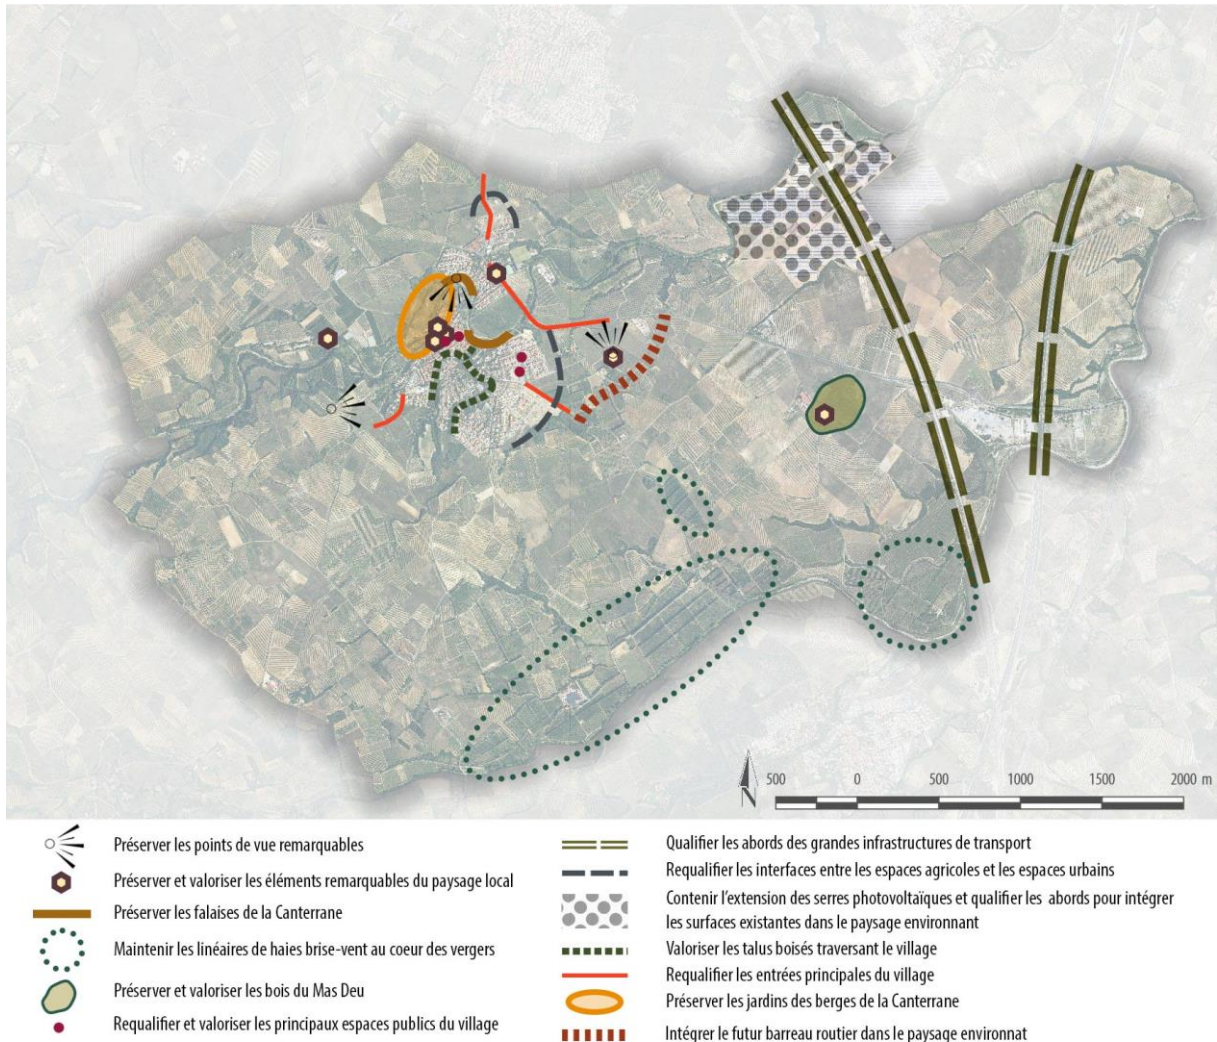 N
500 0 500 1000 1500 2000 m
Préserver les points de vue remarquables
Préserver et valoriser les éléments remarquables du paysage local
Préserver les falaises de la Canterrane
Maintenir les linéaires de haies brise-vent au coeur des vergers
Préserver et valoriser les bois du Mas Deu
Requalifier et valoriser les principaux espaces publics du village
Qualifier les abords des grandes infrastructures de transport
Requalifier les interfaces entre les espaces agricoles et les espaces urbains
Contenir l'extension des serres photovoltaïques et qualifier les abords pour intégrer
les surfaces existantes dans le paysage environnant
Valoriser les talus boisés traversant le village
Requalifier les entrées principales du village
Préserver les jardins des berges de la Canterrane
Intégrer le futur barreau routier dans le paysage environnat